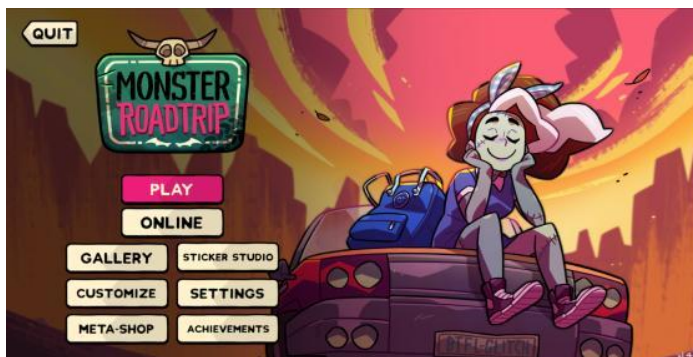 QUIT
MONSTER
ROADTRIP
PLAY
ONLINE
GALLERY
STICKER STUDIO
CUSTOMIZE
SETTINGS
META-SHOP
ACHIEVEMENTS